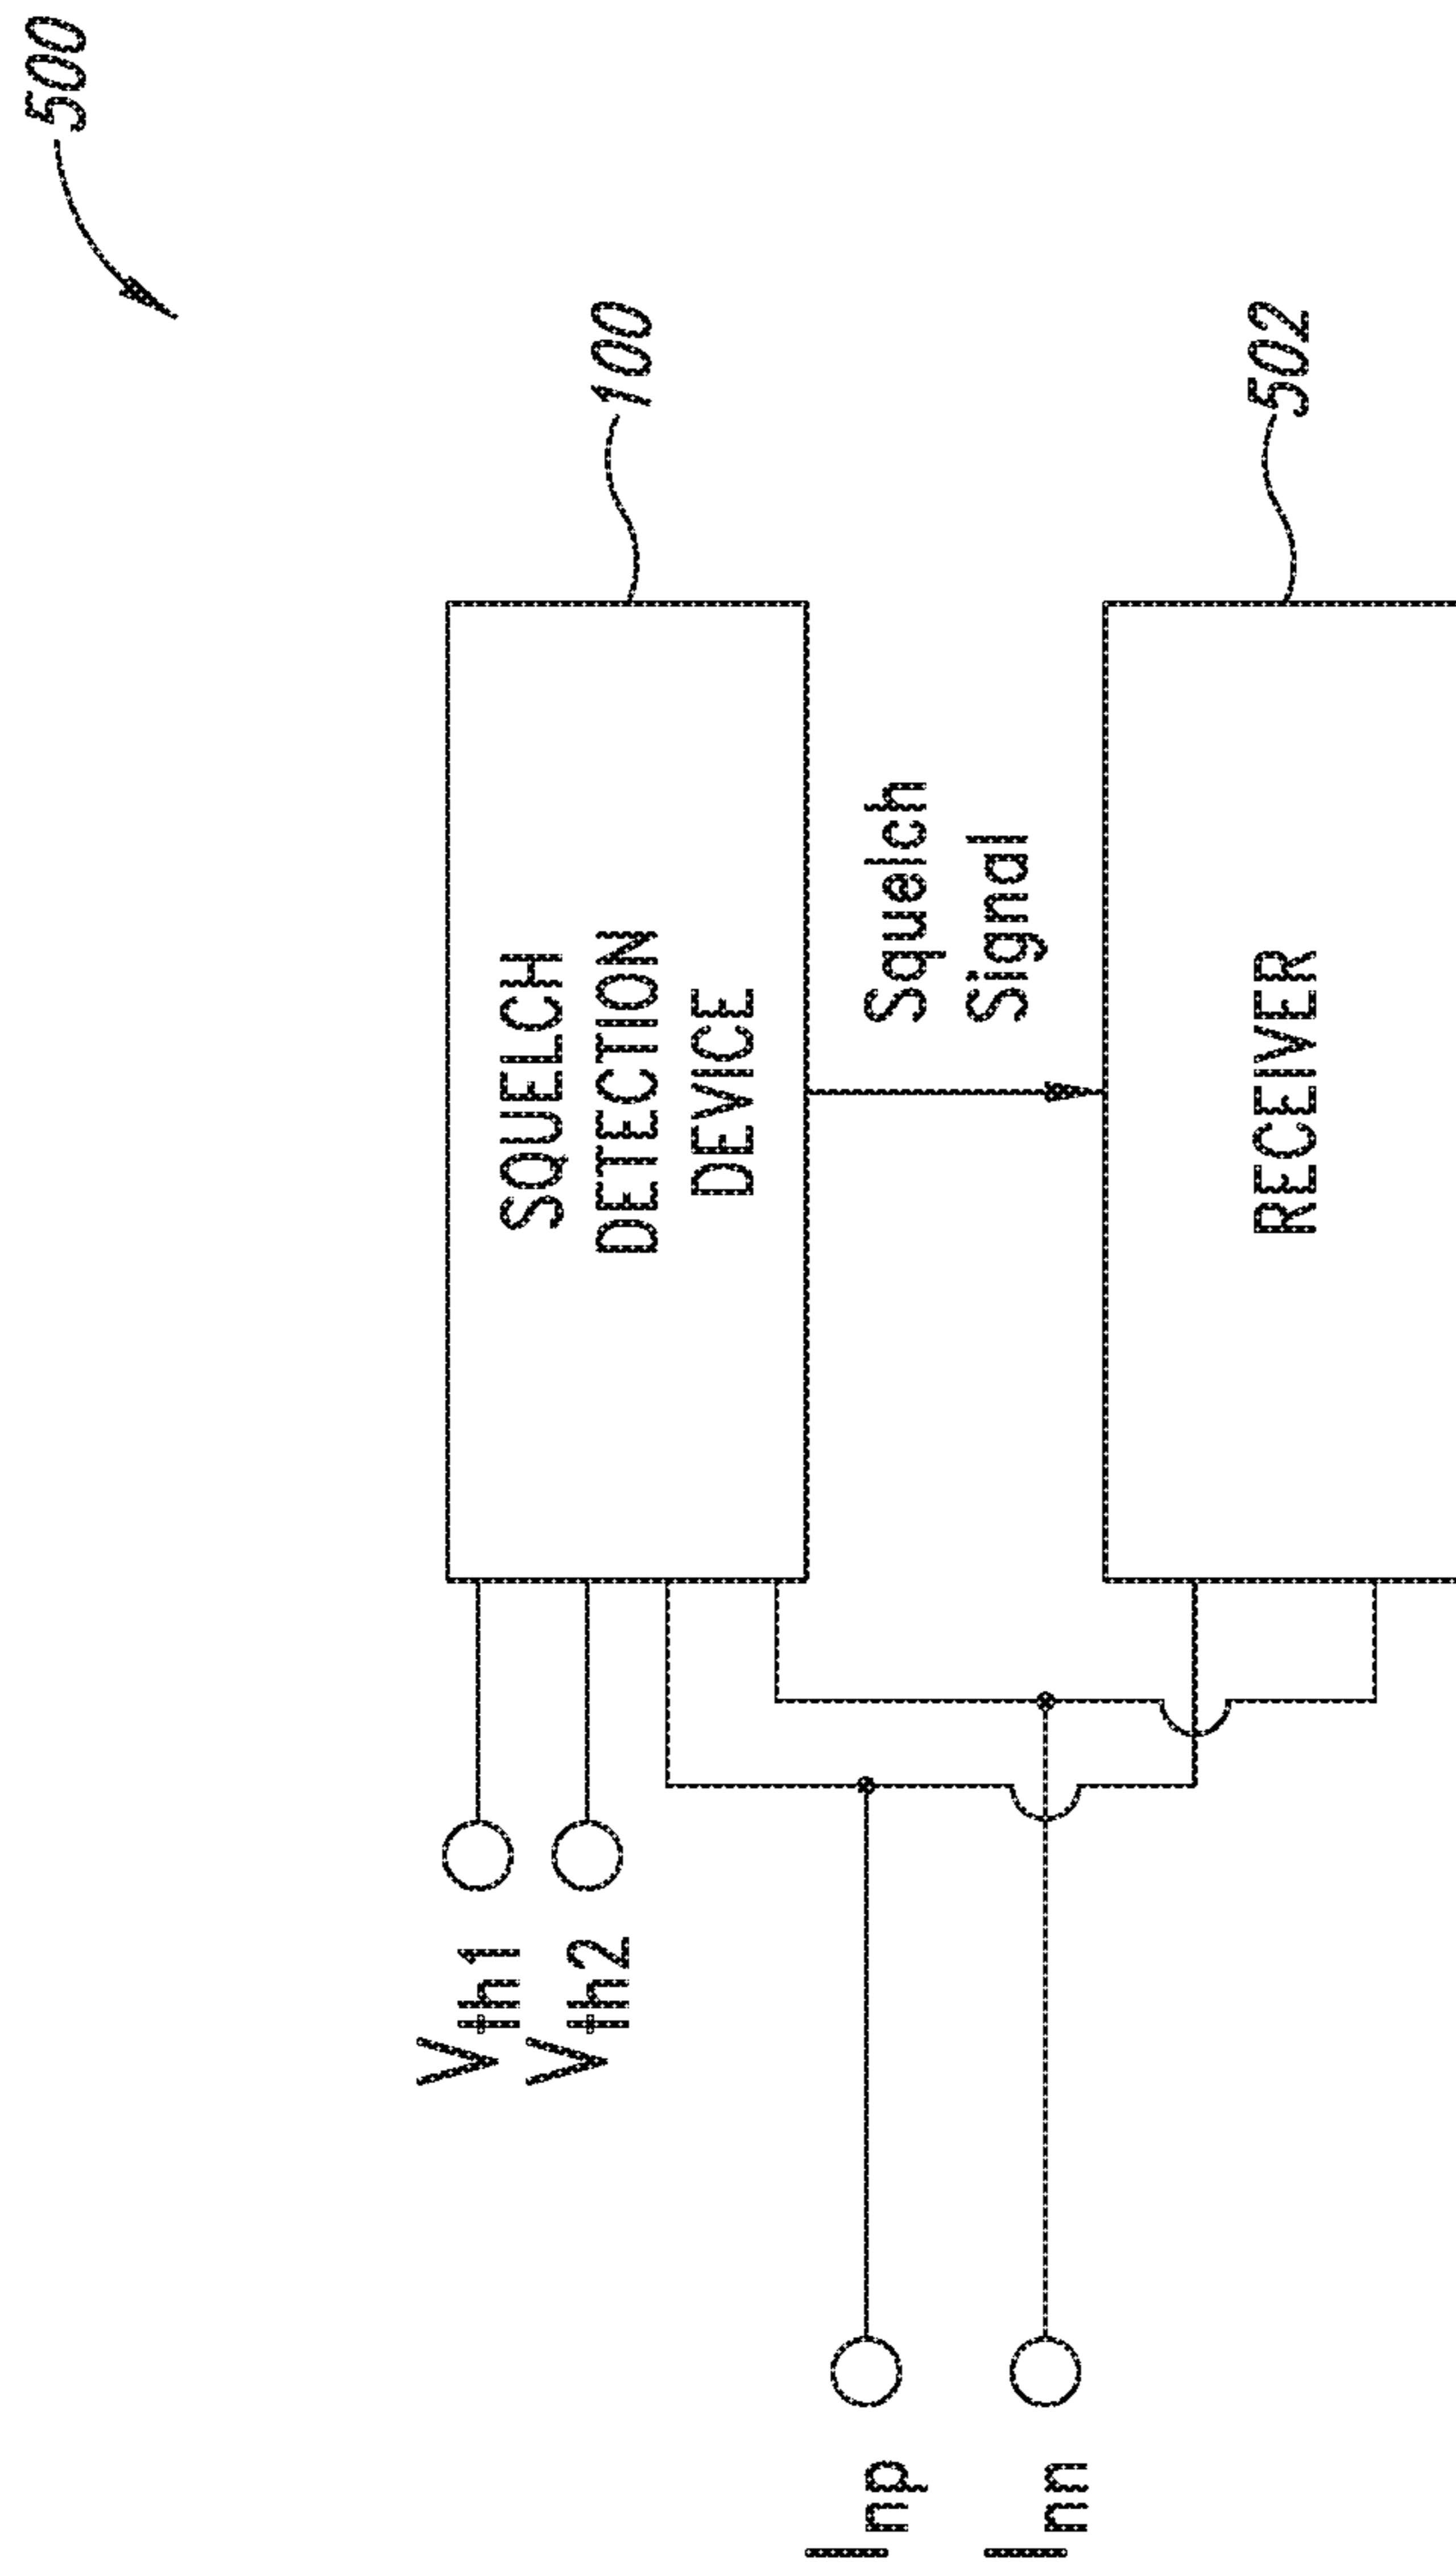 500
100
SQUELCH
DETECTION
DEVICE
Vth1
Vth2
Squelch
Signal
Inp
Inn
502
RECEIVER